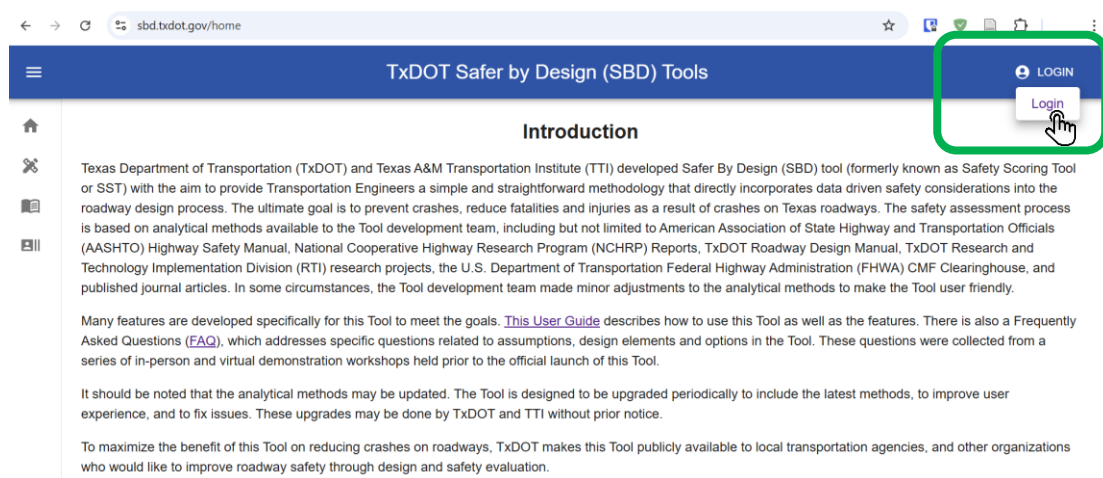 sbd.txdot.gov/home
TxDOT Safer by Design (SBD) Tools
LOGIN
Login
Introduction
Texas Department of Transportation (TxDOT) and Texas A&M Transportation Institute (TTI) developed Safer By Design (SBD) tool (formerly known as Safety Scoring Tool
or SST) with the aim to provide Transportation Engineers a simple and straightforward methodology that directly incorporates data driven safety considerations into the
roadway design process. The ultimate goal is to prevent crashes, reduce fatalities and injuries as a result of crashes on Texas roadways. The safety assessment process
is based on analytical methods available to the Tool development team, including but not limited to American Association of State Highway and Transportation Officials
(AASHTO) Highway Safety Manual, National Cooperative Highway Research Program (NCHRP) Reports, TxDOT Roadway Design Manual, TxDOT Research and
Technology Implementation Division (RTI) research projects, the U.S. Department of Transportation Federal Highway Administration (FHWA) CMF Clearinghouse, and
published journal articles. In some circumstances, the Tool development team made minor adjustments to the analytical methods to make the Tool user friendly.
Many features are developed specifically for this Tool to meet the goals. This User Guide describes how to use this Tool as well as the features. There is also a Frequently
Asked Questions (FAQ), which addresses specific questions related to assumptions, design elements and options in the Tool. These questions were collected from a
series of in-person and virtual demonstration workshops held prior to the official launch of this Tool.
It should be noted that the analytical methods may be updated. The Tool is designed to be upgraded periodically to include the latest methods, to improve user
experience, and to fix issues. These upgrades may be done by TxDOT and TTI without prior notice.
To maximize the benefit of this Tool on reducing crashes on roadways, TxDOT makes this Tool publicly available to local transportation agencies, and other organizations
who would like to improve roadway safety through design and safety evaluation.